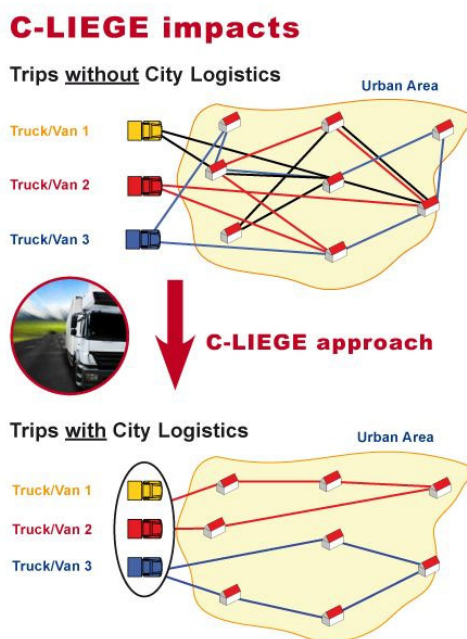 C-LIEGE impacts
Trips without City Logistics
Urban Area
Truck/Van 1
Truck/Van 2
Truck/Van 3
C-LIEGE approach
Trips with City Logistics
Urban Area
Truck/Van 1
Truck/Van 2
Truck/Van 3